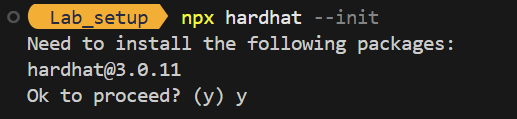 Lab_setup npx hardhat --init
Need to install the following packages:
hardhat@3.0.11
Ok to proceed? (y) y